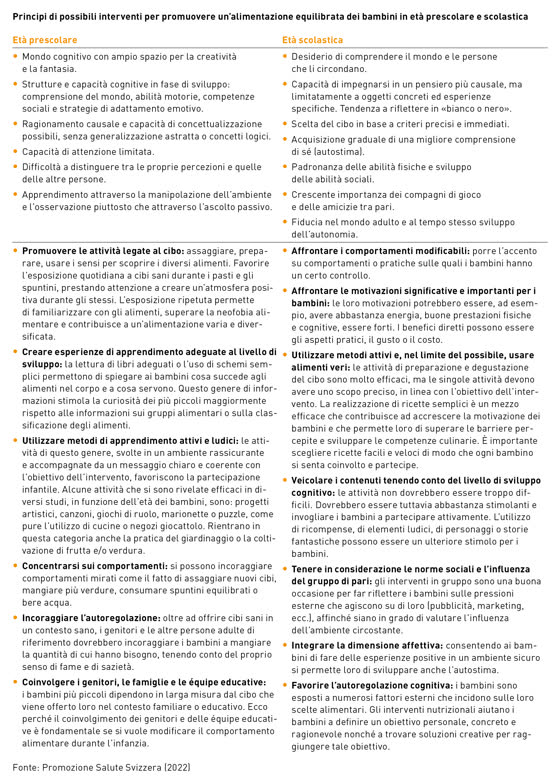 Principi di possibili interventi per promuovere un'alimentazione equilibrata dei bambini in età prescolare e scolastica
Età prescolare
• Mondo cognitivo con ampio spazio per la creatività
e la fantasia.
• Strutture e capacità cognitive in fase di sviluppo:
comprensione del mondo, abilità motorie, competenze
sociali e strategie di adattamento emotivo.
• Ragionamento causale e capacità di concettualizzazione
possibili, senza generalizzazione astratta o concetti logici.
• Capacità di attenzione limitata.
• Difficoltà a distinguere tra le proprie percezioni e quelle
delle altre persone.
• Apprendimento attraverso la manipolazione dell'ambiente
e l'osservazione piuttosto che attraverso l'ascolto passivo.
Età scolastica
• Desiderio di comprendere il mondo e le persone
che li circondano.
• Capacità di impegnarsi in un pensiero più causale, ma
limitatamente a oggetti concreti ed esperienze
specifiche. Tendenza a riflettere in «bianco o nero».
• Scelta del cibo in base a criteri precisi e immediati.
• Acquisizione graduale di una migliore comprensione
di sé (autostima).
• Padronanza delle abilità fisiche e sviluppo
delle abilità sociali.
• Crescente importanza dei compagni di gioco
e delle amicizie tra pari.
• Fiducia nel mondo adulto e al tempo stesso sviluppo
dell'autonomia.
• Promuovere le attività legate al cibo: assaggiare, prepa-
rare, usare i sensi per scoprire i diversi alimenti. Favorire
l'esposizione quotidiana a cibi sani durante i pasti e gli
spuntini, prestando attenzione a creare un'atmosfera posi-
tiva durante gli stessi. L'esposizione ripetuta permette
di familiarizzare con gli alimenti, superare la neofobia ali-
mentare e contribuisce a un'alimentazione varia e diver-
sificata.
• Creare esperienze di apprendimento adeguate al livello di
sviluppo: la lettura di libri adeguati o l'uso di schemi sem-
plici permettono di spiegare ai bambini cosa succede agli
alimenti nel corpo e a cosa servono. Questo genere di infor-
mazioni stimola la curiosità dei più piccoli maggiormente
rispetto alle informazioni sui gruppi alimentari o sulla clas-
sificazione degli alimenti.
• Utilizzare metodi di apprendimento attivi e ludici: le atti-
vità di questo genere, svolte in un ambiente rassicurante
e accompagnate da un messaggio chiaro e coerente con
l'obiettivo dell'intervento, favoriscono la partecipazione
infantile. Alcune attività che si sono rivelate efficaci in di-
versi studi, in funzione dell'età dei bambini, sono: progetti
artistici, canzoni, giochi di ruolo, marionette o puzzle, come
pure l'utilizzo di cucine o negozi giocattolo. Rientrano in
questa categoria anche la pratica del giardinaggio o la colti-
vazione di frutta e/o verdura.
• Concentrarsi sui comportamenti: si possono incoraggiare
comportamenti mirati come il fatto di assaggiare nuovi cibi,
mangiare più verdure, consumare spuntini equilibrati o
bere acqua.
• Incoraggiare l'autoregolazione: oltre ad offrire cibi sani in
un contesto sano, i genitori e le altre persone adulte di
riferimento dovrebbero incoraggiare i bambini a mangiare
la quantità di cui hanno bisogno, tenendo conto del proprio
senso di fame e di sazietà.
• Coinvolgere i genitori, le famiglie e le équipe educative:
i bambini più piccoli dipendono in larga misura dal cibo che
viene offerto loro nel contesto familiare o educativo. Ecco
perché il coinvolgimento dei genitori e delle équipe educati-
ve è fondamentale se si vuole modificare il comportamento
alimentare durante l'infanzia.
• Affrontare i comportamenti modificabili: porre l'accento
su comportamenti o pratiche sulle quali i bambini hanno
un certo controllo.
• Affrontare le motivazioni significative e importanti per i
bambini: le loro motivazioni potrebbero essere, ad esem-
pio, avere abbastanza energia, buone prestazioni fisiche
e cognitive, essere forti. I benefici diretti possono essere
gli aspetti pratici, il gusto o il costo.
• Utilizzare metodi attivi e, nel limite del possibile, usare
alimenti veri: le attività di preparazione e degustazione
del cibo sono molto efficaci, ma le singole attività devono
avere uno scopo preciso, in linea con l'obiettivo dell'inter-
vento. La realizzazione di ricette semplici è un mezzo
efficace che contribuisce ad accrescere la motivazione dei
bambini e che permette loro di superare le barriere per-
cepite e sviluppare le competenze culinarie. È importante
scegliere ricette facili e veloci di modo che ogni bambino
si senta coinvolto e partecipe.
• Veicolare i contenuti tenendo conto del livello di sviluppo
cognitivo: le attività non dovrebbero essere troppo dif-
ficili. Dovrebbero essere tuttavia abbastanza stimolanti e
invogliare i bambini a partecipare attivamente. L'utilizzo
di ricompense, di elementi ludici, di personaggi o storie
fantastiche possono essere un ulteriore stimolo per i
bambini.
• Tenere in considerazione le norme sociali e l'influenza
del gruppo di pari: gli interventi in gruppo sono una buona
occasione per far riflettere i bambini sulle pressioni
esterne che agiscono su di loro (pubblicità, marketing,
ecc.), affinché siano in grado di valutare l'influenza
dell'ambiente circostante.
• Integrare la dimensione affettiva: consentendo ai bam-
bini di fare delle esperienze positive in un ambiente sicuro
si permette loro di sviluppare anche l'autostima.
• Favorire l'autoregolazione cognitiva: i bambini sono
esposti a numerosi fattori esterni che incidono sulle loro
scelte alimentari. Gli interventi nutrizionali aiutano i
bambini a definire un obiettivo personale, concreto e
ragionevole nonché a trovare soluzioni creative per rag-
giungere tale obiettivo.
Fonte: Promozione Salute Svizzera (2022)